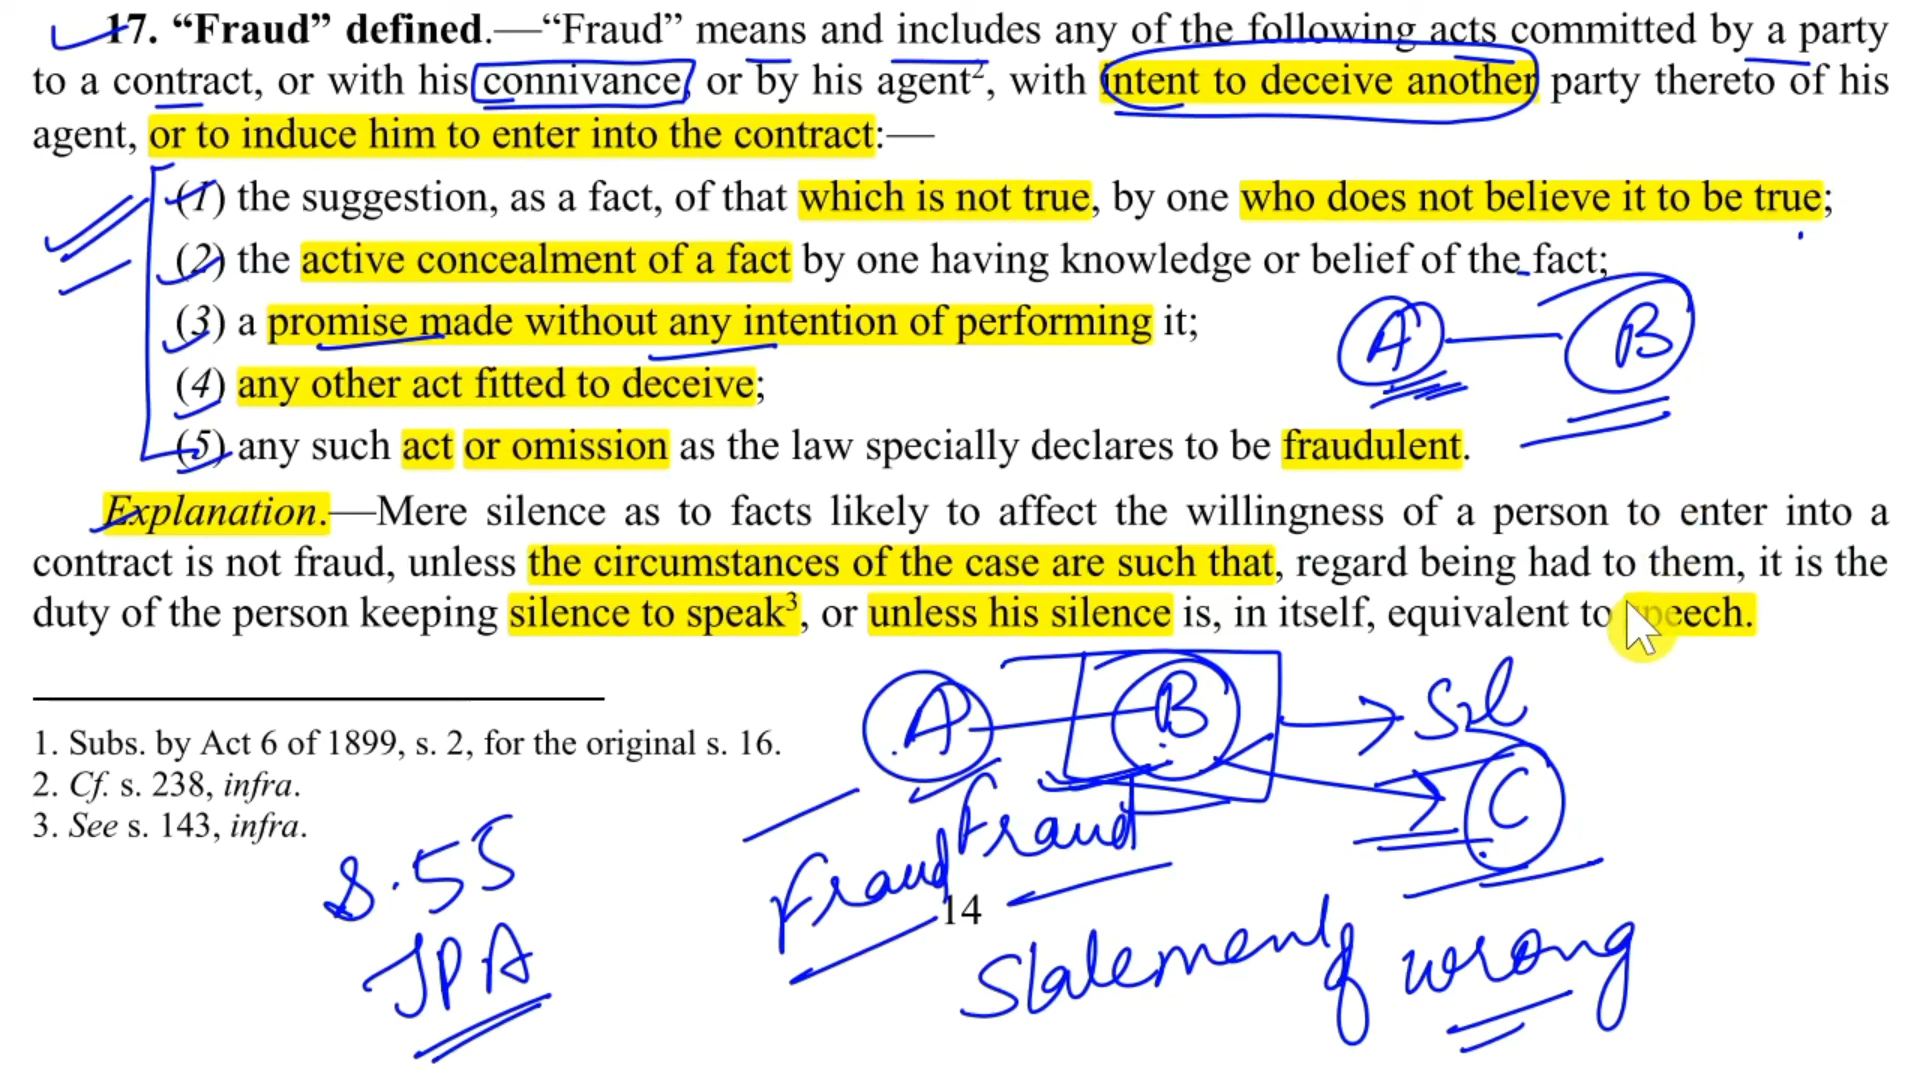 17. “Fraud” defined.—“Fraud” means and includes any of the following acts committed by a party
to a contract, or with his connivance, or by his agent2, with intent to deceive another party thereto of his
agent, or to induce him to enter into the contract:—
(1) the suggestion, as a fact, of that which is not true, by one who does not believe it to be true;
(2) the active concealment of a fact by one having knowledge or belief of the fact;
(3) a promise made without any intention of performing it;
A B
(4) any other act fitted to deceive;
(5) any such act or omission as the law specially declares to be fraudulent.
Explanation.—Mere silence as to facts likely to affect the willingness of a person to enter into a
contract is not fraud, unless the circumstances of the case are such that, regard being had to them, it is the
duty of the person keeping silence to speak3, or unless his silence is, in itself, equivalent to speech.
A B
1. Subs. by Act 6 of 1899, s. 2, for the original s. 16.
2. Cf. s. 238, infra.
C
3. See s. 143, infra.
Fraud Fraud
S. 55
14
TPA
Statement of wrong